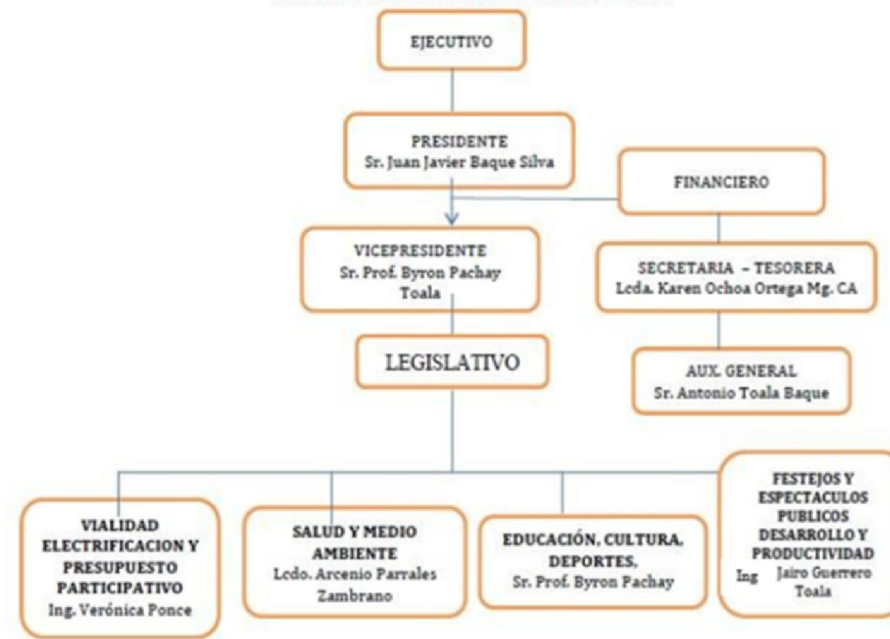 EJECUTIVO
PRESIDENTE
Sr. Juan Javier Baque Silva
FINANCIERO
VICEPRESIDENTE
Sr. Prof. Byron Pachay
Toala
SECRETARIA – TESORERA
Lcda. Karen Ochoa Ortega Mg. CA
LEGISLATIVO
AUX. GENERAL
Sr. Antonio Toala Baque
VIALIDAD
ELECTRIFICACION Y
PRESUPUESTO
PARTICIPATIVO
Ing. Verónica Ponce
SALUD Y MEDIO
AMBIENTE
Lcdo. Arcenio Parrales
Zambrano
EDUCACIÓN, CULTURA,
DEPORTES,
Sr. Prof. Byron Pachay
FESTEJOS Y
ESPECTACULOS
PUBLICOS
DESARROLLO Y
PRODUCTIVIDAD
Ing Jairo Guerrero
Toala